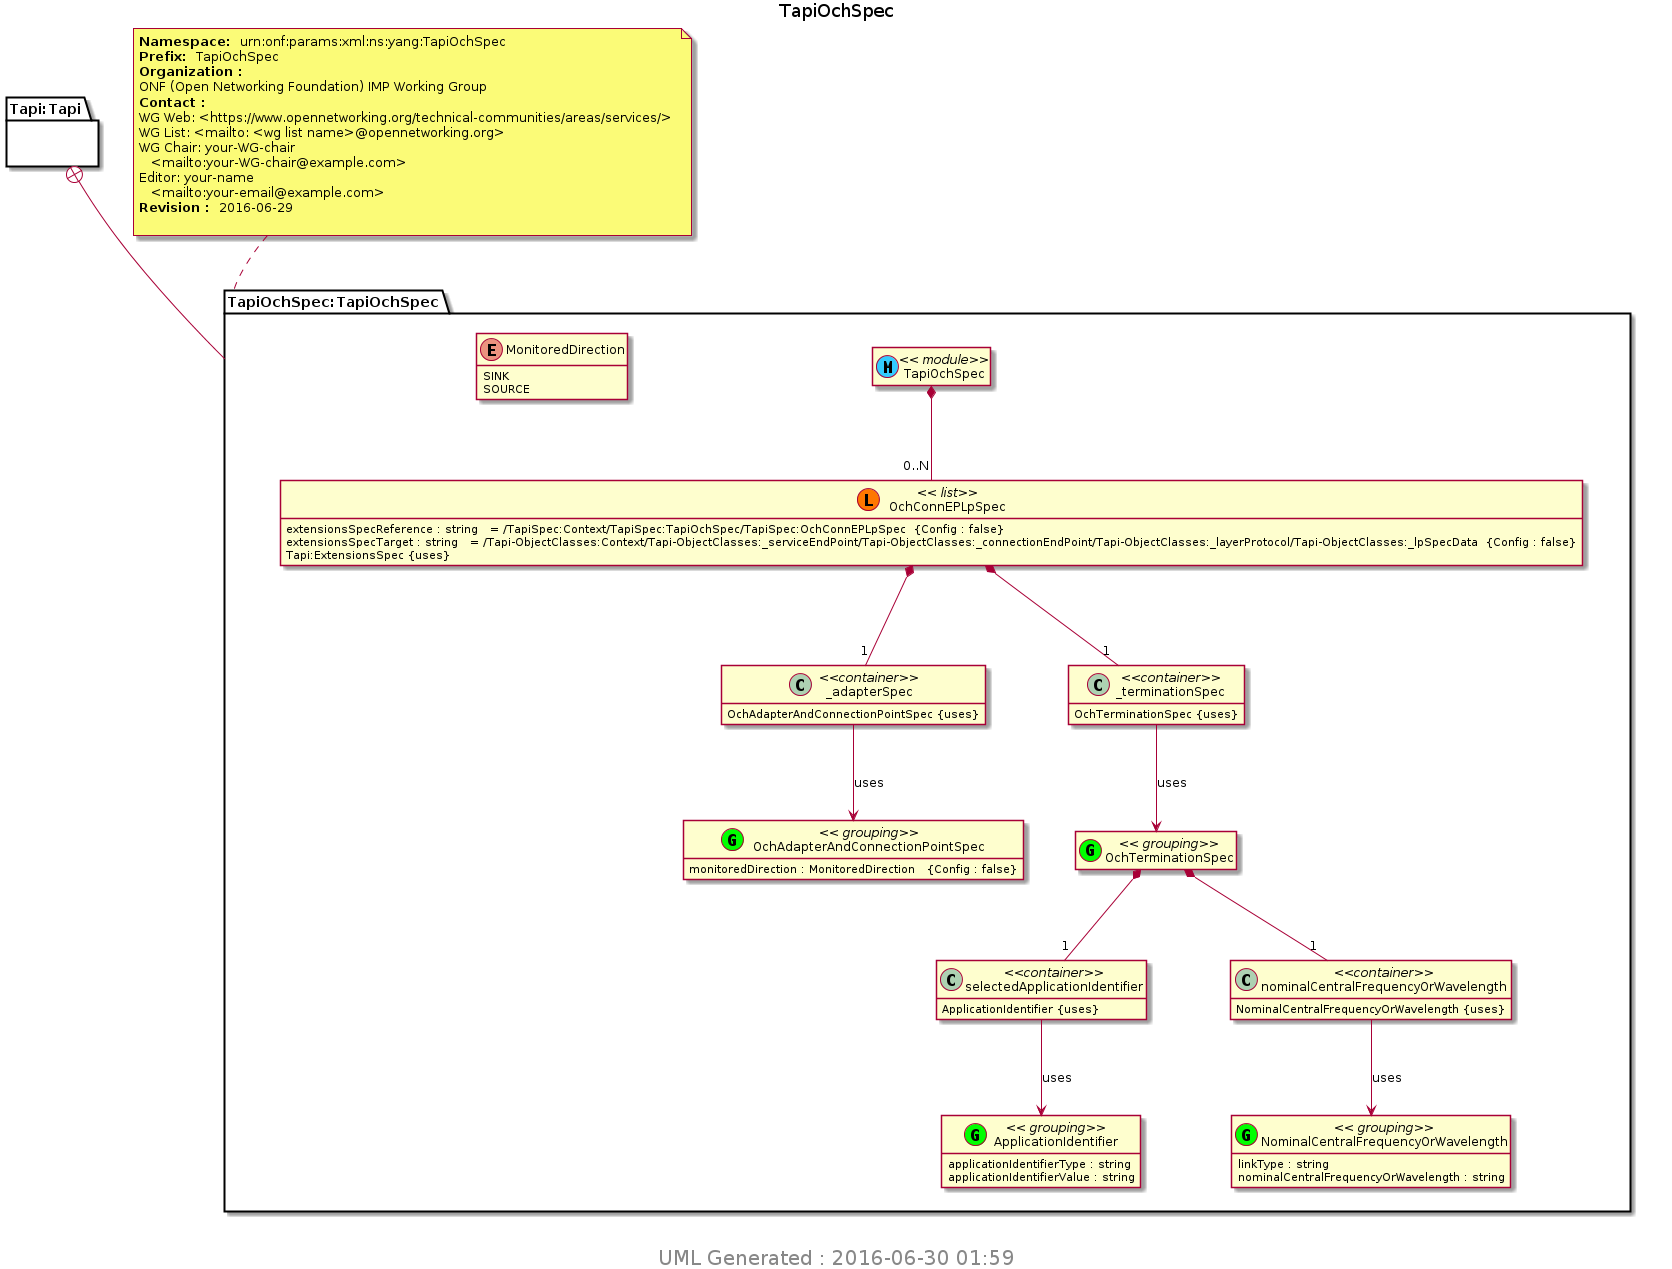 TapiOchSpec
Namespace: urn:onf:params:xml:ns:yang:TapiOchSpec
Prefix: TapiOchSpec
Organization :
ONF (Open Networking Foundation) IMP Working Group
Contact :
WG Web: <https://www.opennetworking.org/technical-communities/areas/services/>
WG List: <mailto: <wg list name>@opennetworking.org>
WG Chair: your-WG-chair
<mailto:your-WG-chair@example.com>
Editor: your-name
<mailto:your-email@example.com>
Revision : 2016-06-29
Tapi:Tapi
TapiOchSpec:TapiOchSpec
E MonitoredDirection
SINK
SOURCE
M << module>>
TapiOchSpec
0..N
L << list>>
OchConnEPLpSpec
extensionsSpecReference : string = /TapiSpec:Context/TapiSpec:TapiOchSpec/TapiSpec:OchConnEPLpSpec {Config : false}
extensionsSpecTarget : string = /Tapi-ObjectClasses:Context/Tapi-ObjectClasses:_serviceEndPoint/Tapi-ObjectClasses:_connectionEndPoint/Tapi-ObjectClasses:_layerProtocol/Tapi-ObjectClasses:_lpSpecData {Config : false}
Tapi:ExtensionsSpec {uses}
1
1
C <<container>>
_adapterSpec
OchAdapterAndConnectionPointSpec {uses}
C <<container>>
_terminationSpec
OchTerminationSpec {uses}
uses
uses
G << grouping>>
OchAdapterAndConnectionPointSpec
monitoredDirection : MonitoredDirection {Config : false}
G << grouping>>
OchTerminationSpec
1
1
C <<container>>
selectedApplicationIdentifier
ApplicationIdentifier {uses}
C <<container>>
nominalCentralFrequencyOrWavelength
NominalCentralFrequencyOrWavelength {uses}
uses
uses
G << grouping>>
ApplicationIdentifier
applicationIdentifierType : string
applicationIdentifierValue : string
G << grouping>>
NominalCentralFrequencyOrWavelength
linkType : string
nominalCentralFrequencyOrWavelength : string
UML Generated : 2016-06-30 01:59